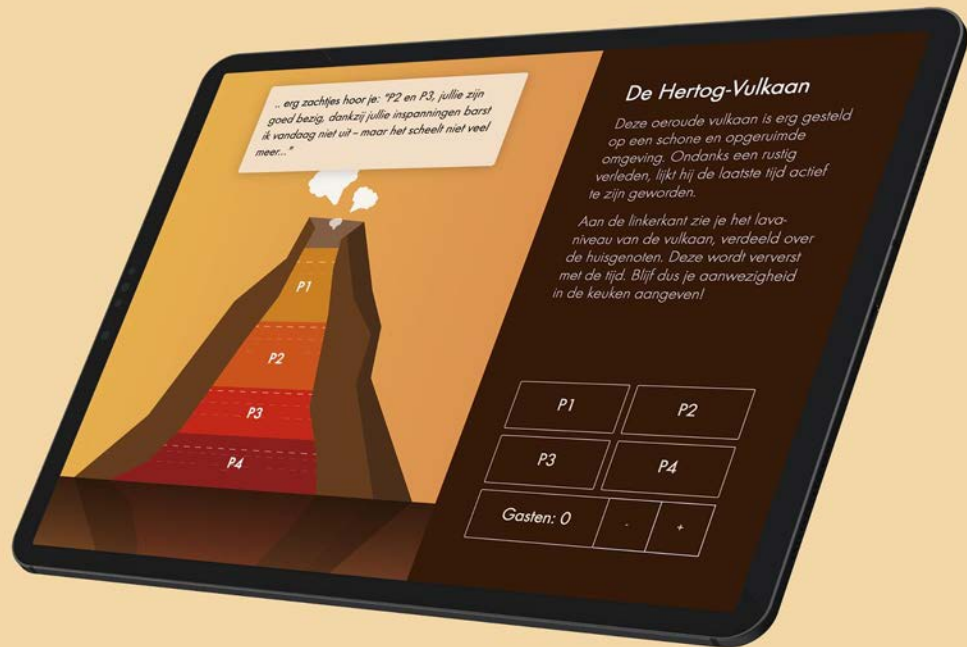 .. erg zachtjes hoor je: "P2 en P3, jullie zijn
goed bezig, dankzij jullie inspanningen barst
ik vandaag niet uit – maar het scheelt niet veel
meer..."
P1
P2
P3
P4
De Hertog-Vulkaan
Deze oeroude vulkaan is erg gesteld
op een schone en opgeruimde
omgeving. Ondanks een rustig
verleden, lijkt hij de laatste tijd actief
te zijn geworden.
Aan de linkerkant zie je het lava-
niveau van de vulkaan, verdeeld over
de huisgenoten. Deze wordt ververst
met de tijd. Blijf dus je aanwezigheid
in de keuken aangeven!
P1 P2
P3 P4
Gasten: 0 - +